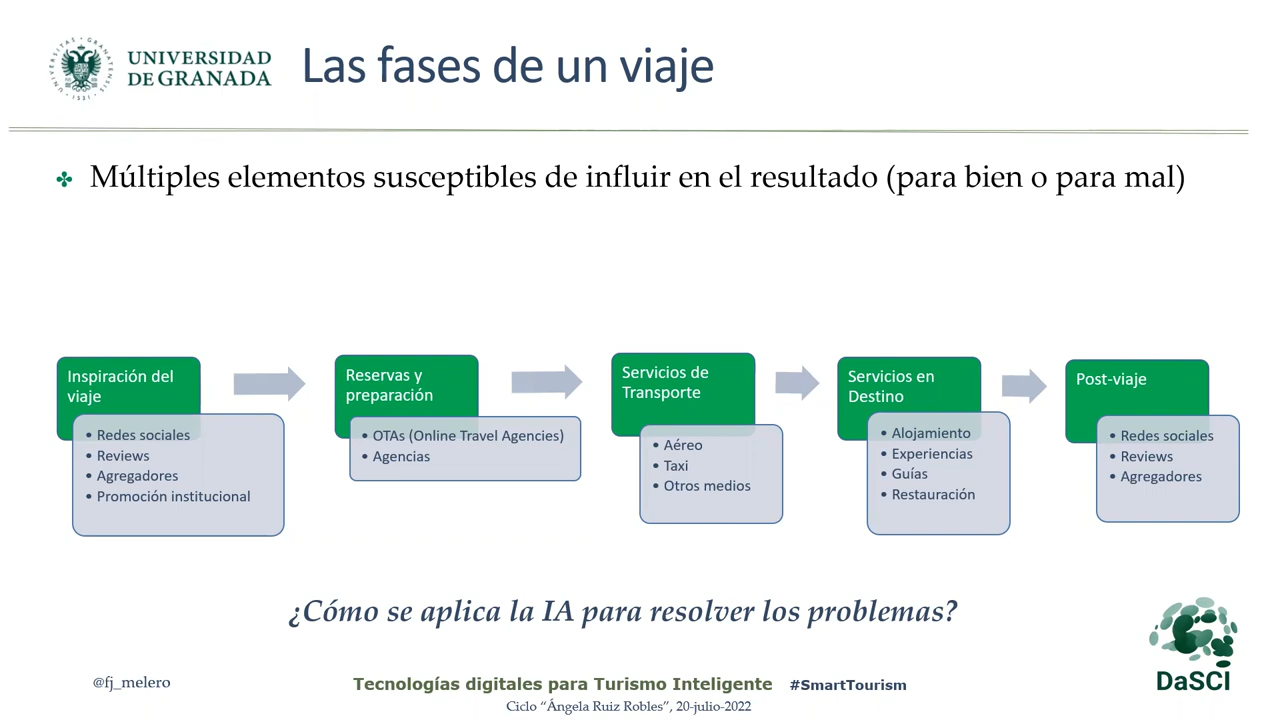 UNIVERSIDAD
DE GRANADA
Las fases de un viaje
Múltiples elementos susceptibles de influir en el resultado (para bien o para mal)
Inspiración del
viaje
• Redes sociales
• Reviews
• Agregadores
• Promoción institucional
Reservas y
preparación
• OTAs (Online Travel Agencies)
• Agencias
Servicios de
Transporte
• Aéreo
• Taxi
• Otros medios
Servicios en
Destino
• Alojamiento
• Experiencias
• Guías
• Restauración
Post-viaje
• Redes sociales
• Reviews
• Agregadores
¿Cómo se aplica la IA para resolver los problemas?
@fj_melero
Tecnologías digitales para Turismo Inteligente #SmartTourism
Ciclo “Ángela Ruiz Robles”, 20-julio-2022
DaSCI